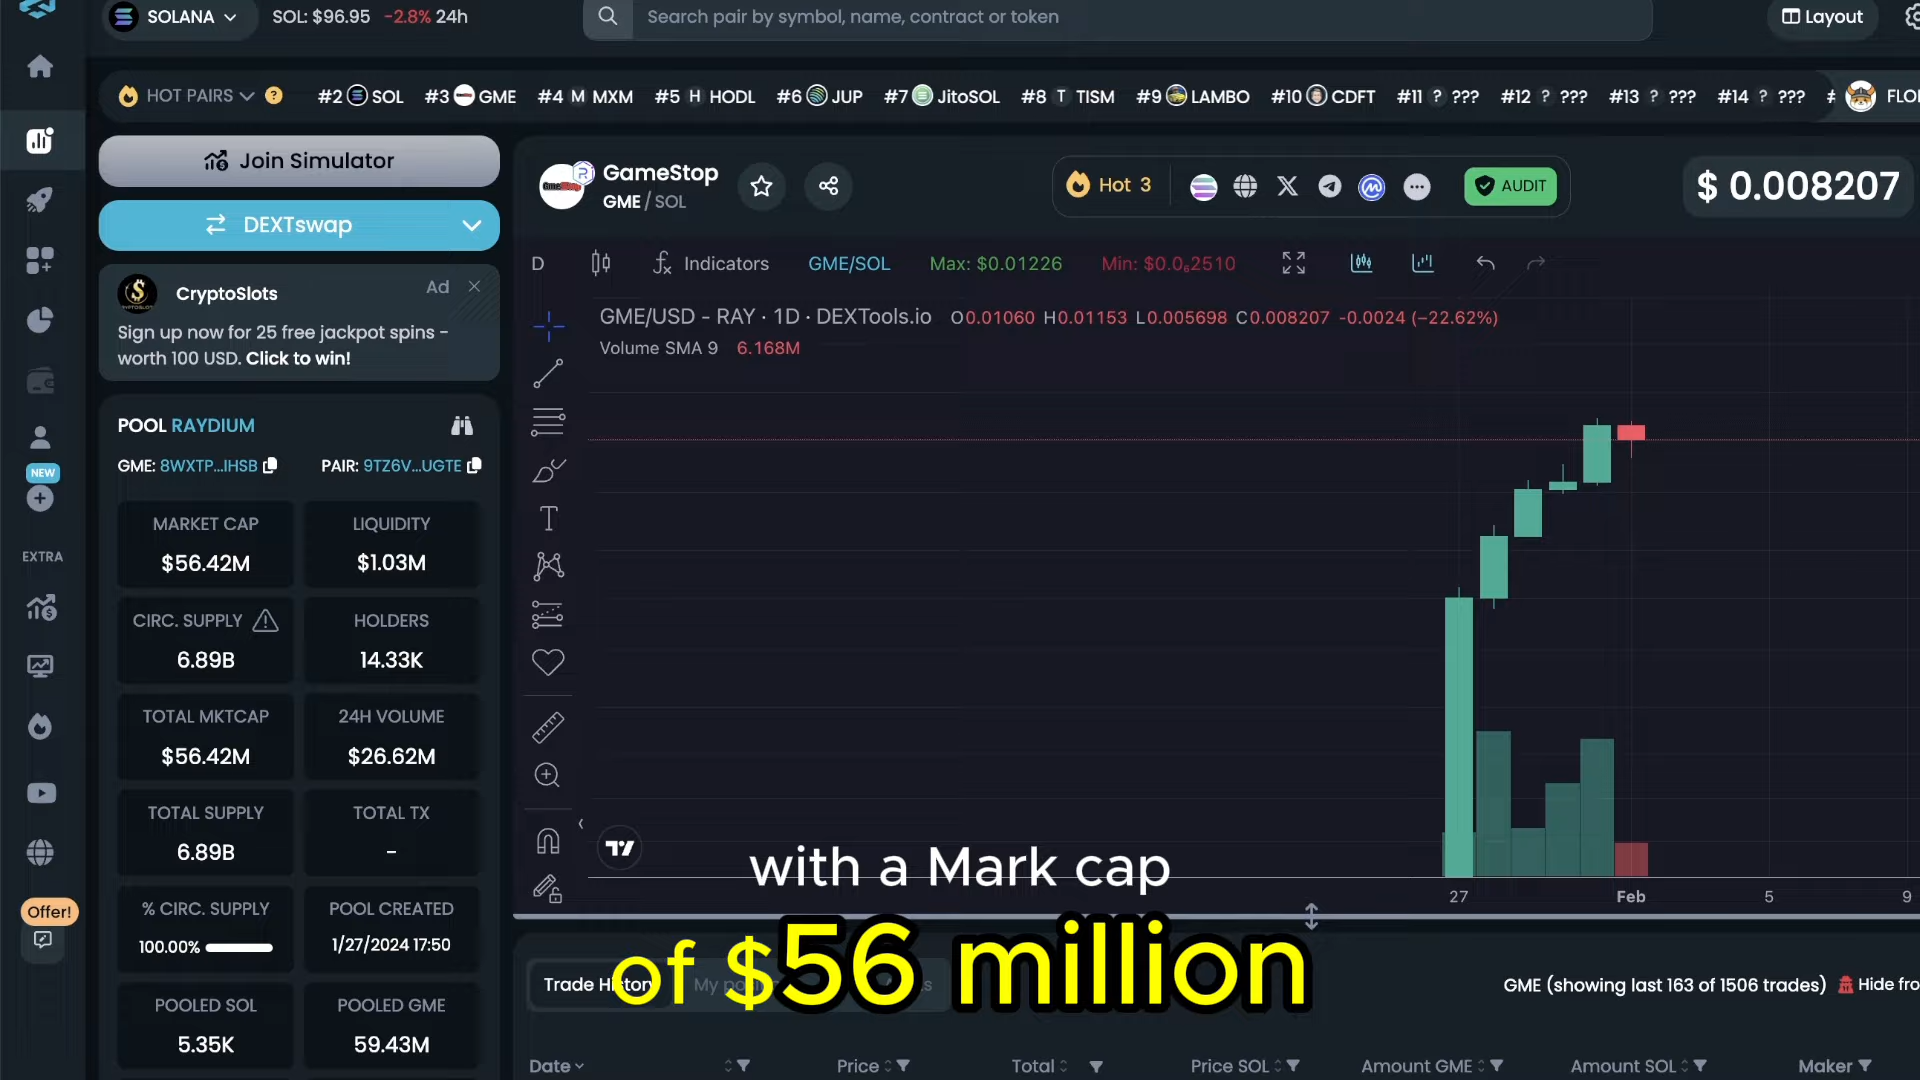 SOLANA
SOL: $96.95 -2.8% 24h
Search pair by symbol, name, contract or token
Layout
HOT PAIRS ? #2 SOL #3 GME #4 M MXM #5 H HODL #6 JUP #7 JitoSOL #8 T TISM #9 LAMBO #10 CDFT #11 ? ??? #12 ? ??? #13 ? ??? #14 ? ??? # FLO
Join Simulator
DEXTswap
CryptoSlots
Ad
Sign up now for 25 free jackpot spins -
worth 100 USD. Click to win!
POOL RAYDIUM
GME: 8WXTP...IHSB PAIR: 9TZ6V...UGTE
MARKET CAP
$56.42M
LIQUIDITY
$1.03M
CIRC. SUPPLY
6.89B
HOLDERS
14.33K
TOTAL MKTCAP
$56.42M
24H VOLUME
$26.62M
TOTAL SUPPLY
6.89B
TOTAL TX
-
% CIRC. SUPPLY
100.00%
POOL CREATED
1/27/2024 17:50
POOLED SOL
5.35K
POOLED GME
59.43M
NEW
EXTRA
Offer!
GameStop
GME / SOL
Hot 3
AUDIT
$ 0.008207
D
Indicators
GME/SOL
Max: $0.01226
Min: $0.0₆2510
GME/USD - RAY · 1D · DEXTools.io O0.01060 H0.01153 L0.005698 C0.008207 -0.0024 (-22.62%)
Volume SMA 9 6.168M
27 Feb 5 9
with a Mark cap
of $56 million
Trade History
GME (showing last 163 of 1506 trades) Hide fro
Date Price Total Price SOL Amount GME Amount SOL Maker